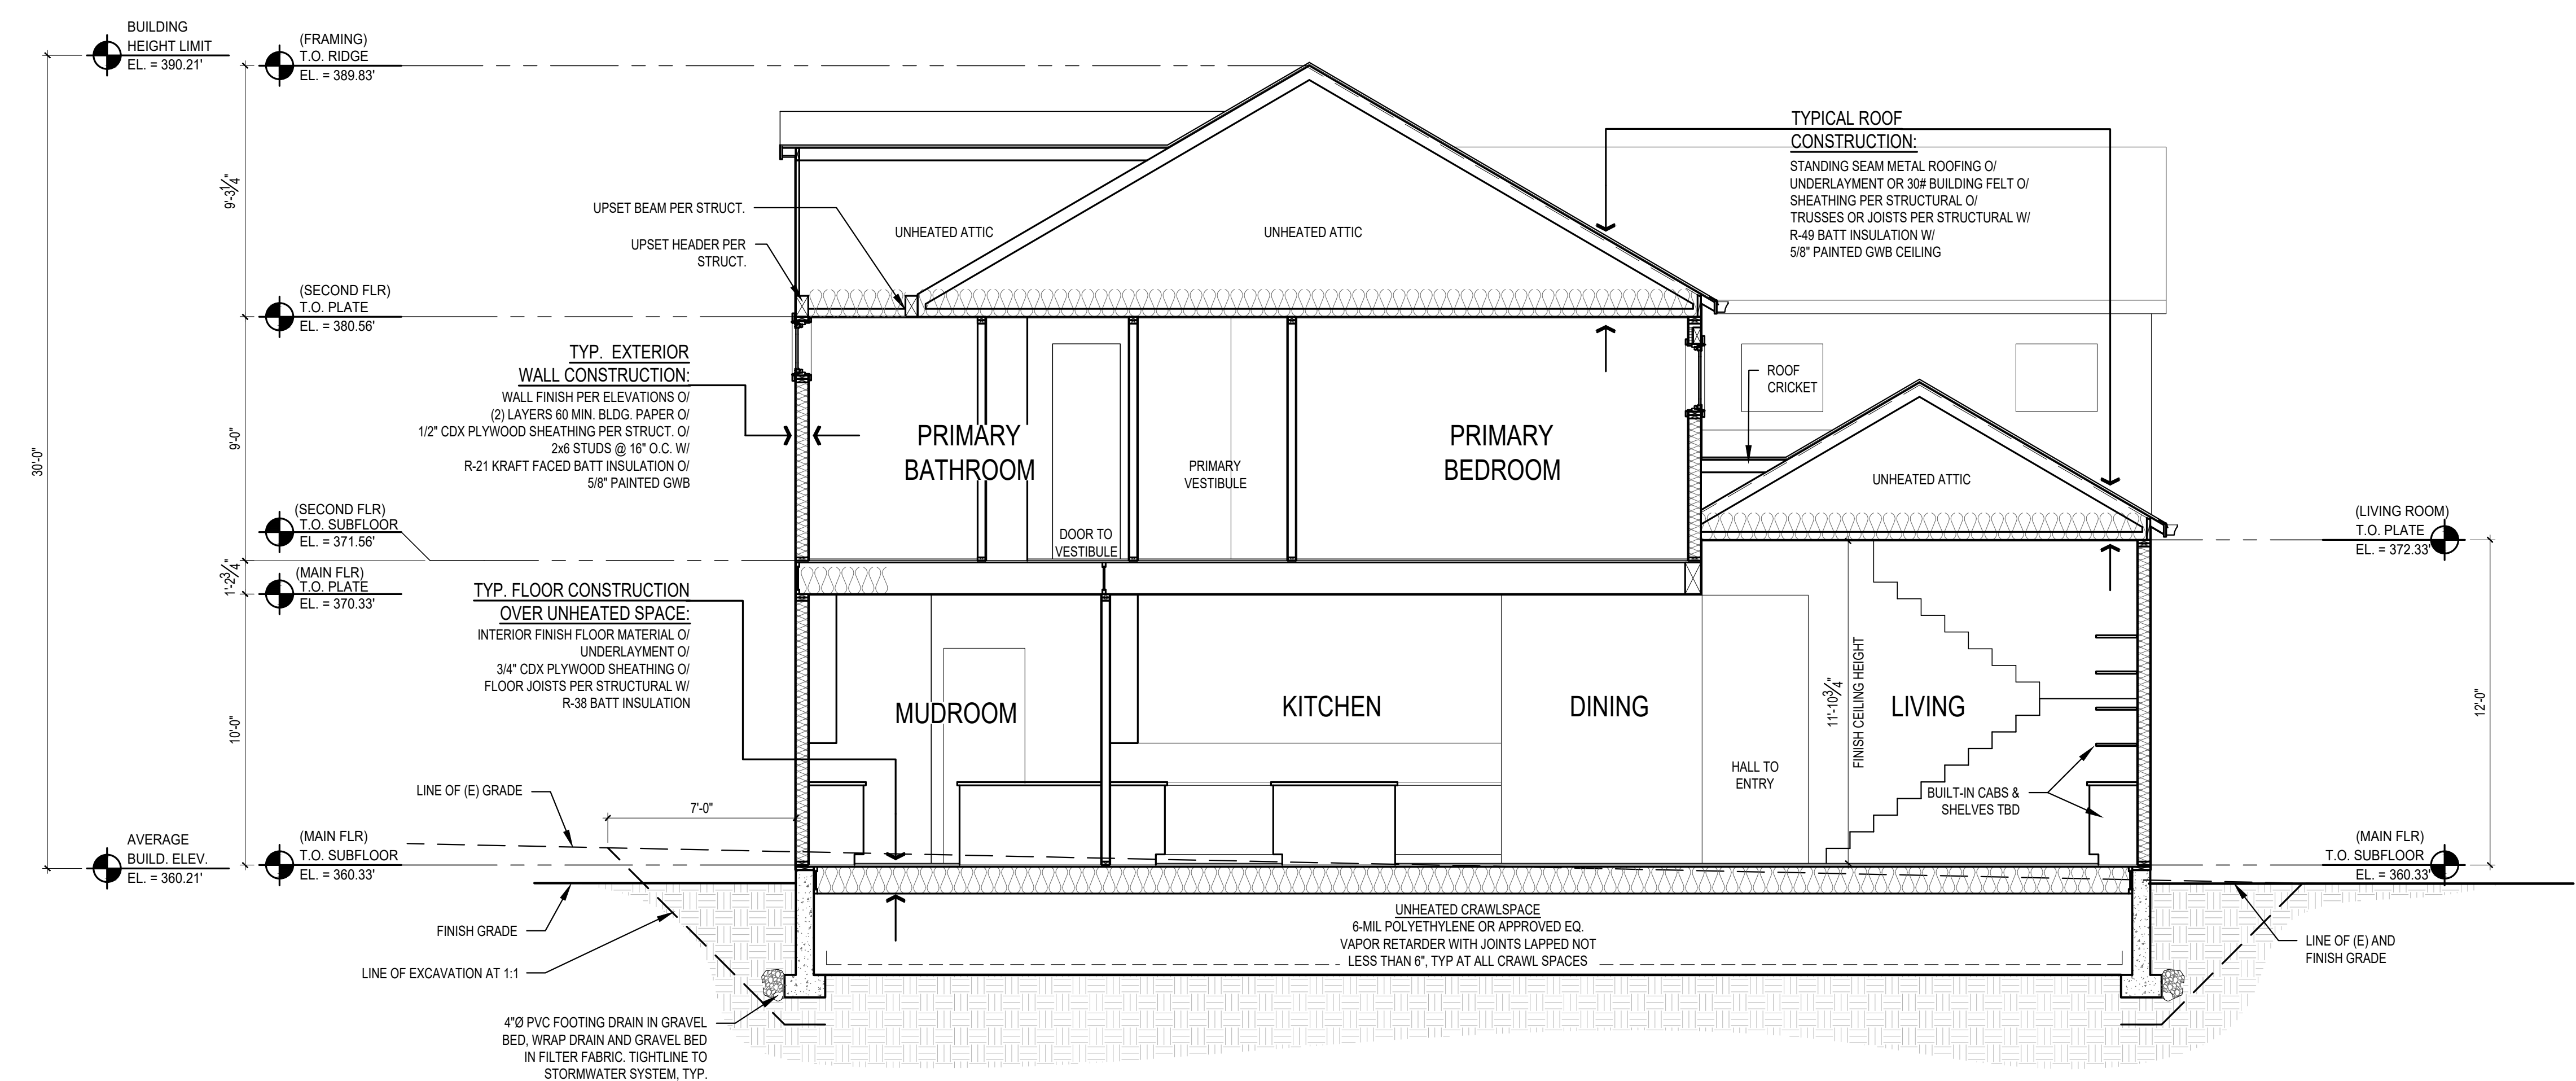 BUILDING
HEIGHT LIMIT
EL. = 390.21'
(FRAMING)
T.O. RIDGE
EL. = 389.83'
9'-3 1/4"
30'-0"
(SECOND FLR)
T.O. PLATE
EL. = 380.56'
9'-0"
(SECOND FLR)
T.O. SUBFLOOR
EL. = 371.56'
1'-2 3/4"
(MAIN FLR)
T.O. PLATE
EL. = 370.33'
10'-0"
AVERAGE
BUILD. ELEV.
EL. = 360.21'
(MAIN FLR)
T.O. SUBFLOOR
EL. = 360.33'
UPSET BEAM PER STRUCT.
UPSET HEADER PER
STRUCT.
TYP. EXTERIOR
WALL CONSTRUCTION:
WALL FINISH PER ELEVATIONS O/
(2) LAYERS 60 MIN. BLDG. PAPER O/
1/2" CDX PLYWOOD SHEATHING PER STRUCT. O/
2x6 STUDS @ 16" O.C. W/
R-21 KRAFT FACED BATT INSULATION O/
5/8" PAINTED GWB
TYP. FLOOR CONSTRUCTION
OVER UNHEATED SPACE:
INTERIOR FINISH FLOOR MATERIAL O/
UNDERLAYMENT O/
3/4" CDX PLYWOOD SHEATHING O/
FLOOR JOISTS PER STRUCTURAL W/
R-38 BATT INSULATION
LINE OF (E) GRADE
7'-0"
FINISH GRADE
LINE OF EXCAVATION AT 1:1
4"Ø PVC FOOTING DRAIN IN GRAVEL
BED, WRAP DRAIN AND GRAVEL BED
IN FILTER FABRIC. TIGHTLINE TO
STORMWATER SYSTEM, TYP.
UNHEATED ATTIC
UNHEATED ATTIC
TYPICAL ROOF
CONSTRUCTION:
STANDING SEAM METAL ROOFING O/
UNDERLAYMENT OR 30# BUILDING FELT O/
SHEATHING PER STRUCTURAL O/
TRUSSES OR JOISTS PER STRUCTURAL W/
R-49 BATT INSULATION W/
5/8" PAINTED GWB CEILING
PRIMARY
BATHROOM
DOOR TO
VESTIBULE
PRIMARY
VESTIBULE
PRIMARY
BEDROOM
ROOF
CRICKET
UNHEATED ATTIC
MUDROOM
KITCHEN
DINING
HALL TO
ENTRY
11'-10 3/4"
FINISH CEILING HEIGHT
LIVING
BUILT-IN CABS &
SHELVES TBD
UNHEATED CRAWLSPACE
6-MIL POLYETHYLENE OR APPROVED EQ.
VAPOR RETARDER WITH JOINTS LAPPED NOT
LESS THAN 6", TYP AT ALL CRAWL SPACES
(LIVING ROOM)
T.O. PLATE
EL. = 372.33'
12'-0"
(MAIN FLR)
T.O. SUBFLOOR
EL. = 360.33'
LINE OF (E) AND
FINISH GRADE